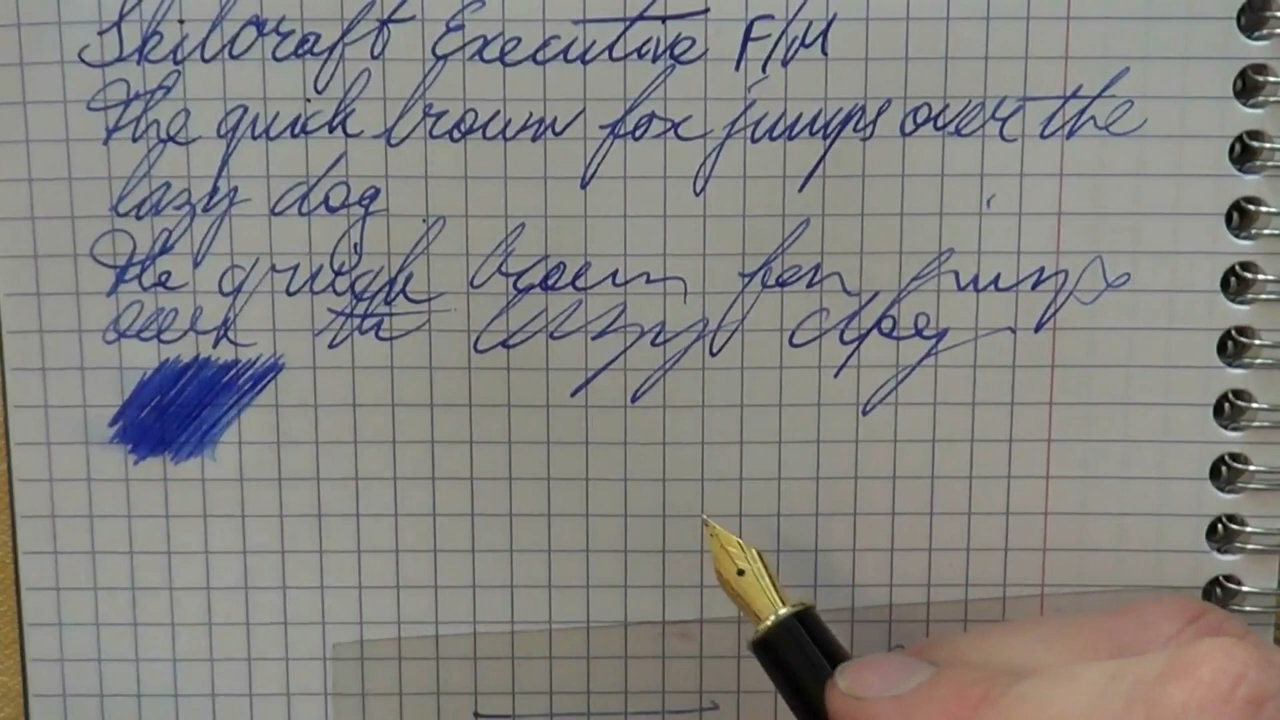 Skilcraft Executive F/M
The quick brown fox jumps over the
lazy dog
The quick brown fox jumps
over the lazy dog